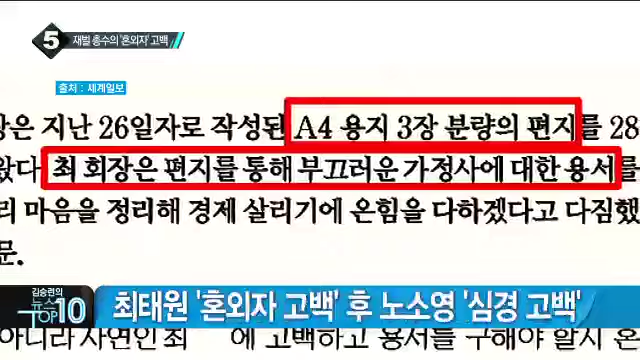 5 재벌 총수의 '혼외자' 고백
출처 : 세계일보
장은 지난 26일자로 작성된 A4 용지 3장 분량의 편지를 28
왔다. 최 회장은 편지를 통해 부끄러운 가정사에 대한 용서를
리 마음을 정리해 경제 살리기에 온힘을 다하겠다고 다짐했
문.
김승련의
뉴스
TOP10
최태원 '혼외자 고백' 후 노소영 '심경 고백'
아니라 자연인 최 에 고백하고 용서를 구해야 할지 혼